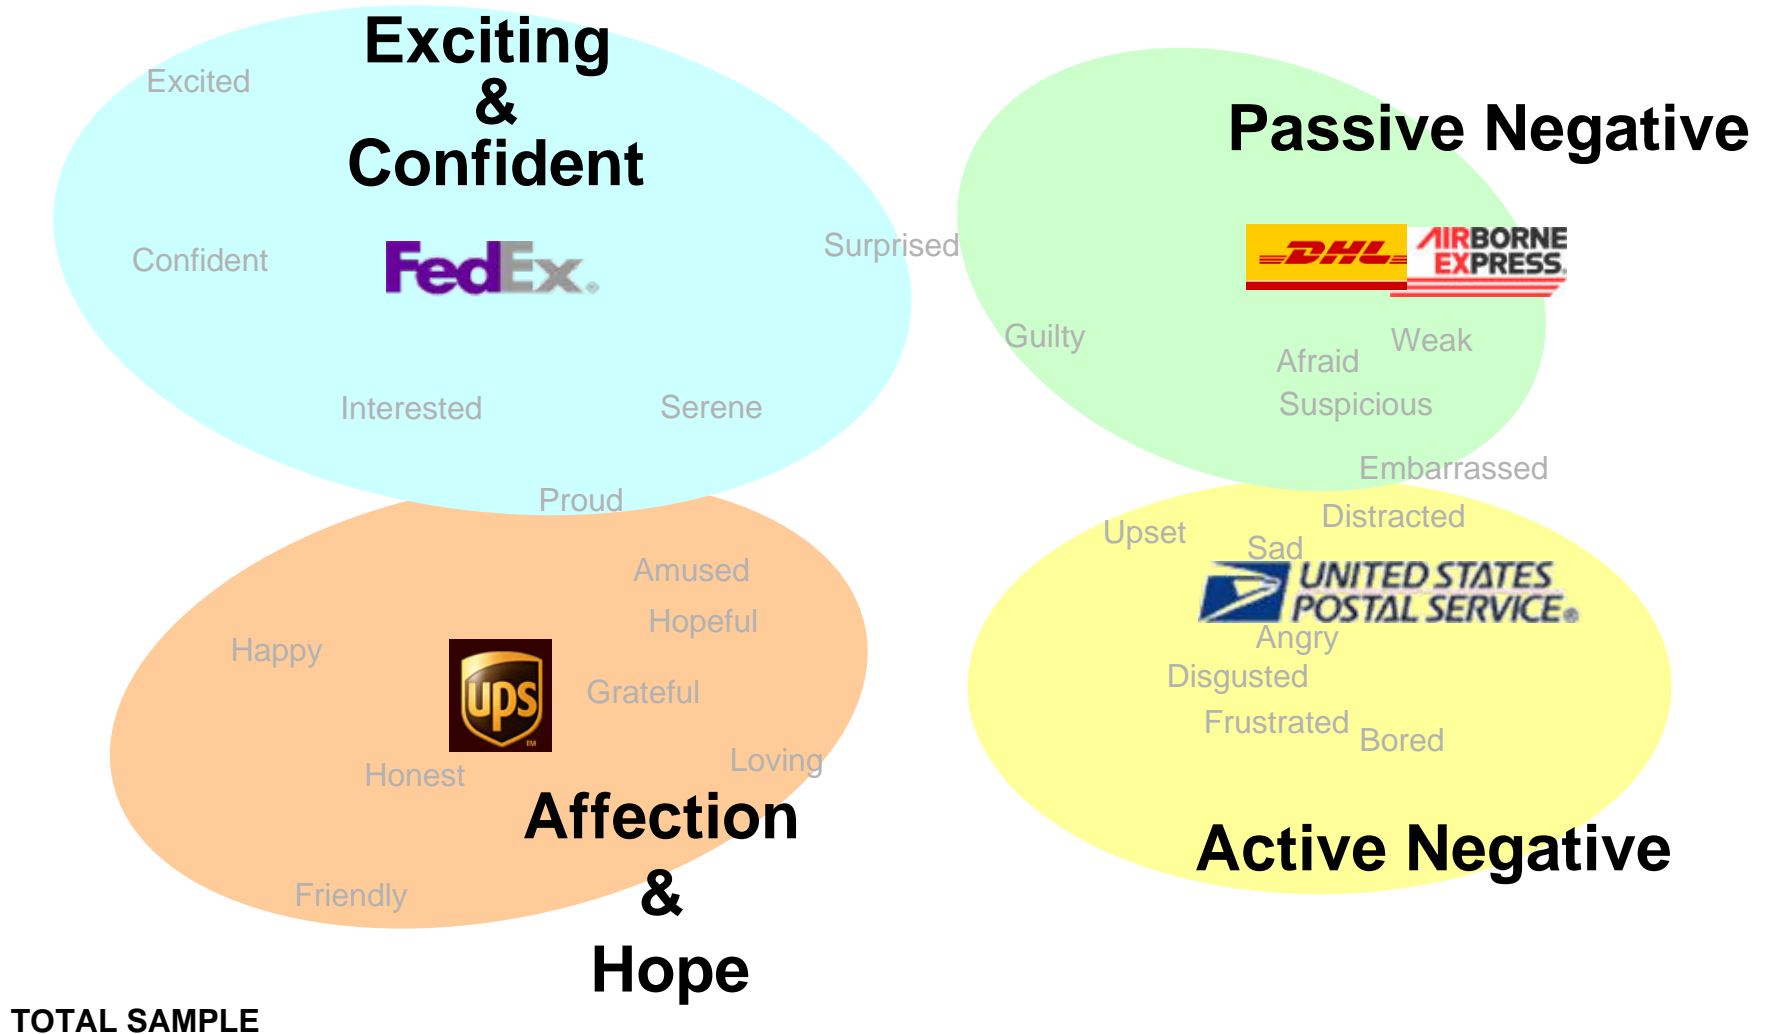 Exciting
&
Confident
Excited
Confident
FedEx®
Surprised
Interested
Serene
Proud
Passive Negative
DHL
AIRBORNE
EXPRESS.
Guilty
Weak
Afraid
Suspicious
Embarrassed
Distracted
Upset
Sad
UNITED STATES
POSTAL SERVICE®
Angry
Disgusted
Frustrated
Bored
Active Negative
Amused
Hopeful
Happy
ups
TM
Grateful
Loving
Honest
Affection
&
Hope
Friendly
TOTAL SAMPLE